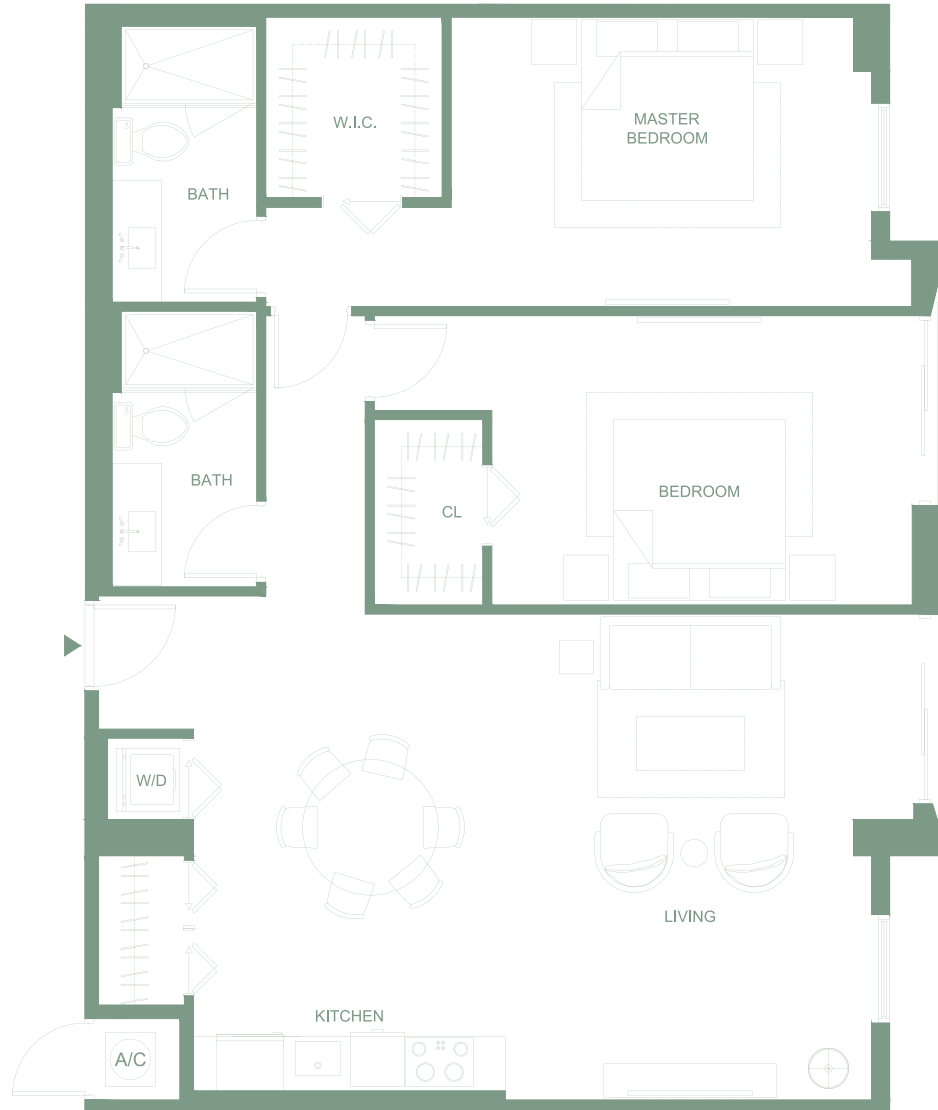 W.I.C.
MASTER
BEDROOM
BATH
BATH
CL
BEDROOM
W/D
LIVING
KITCHEN
A/C